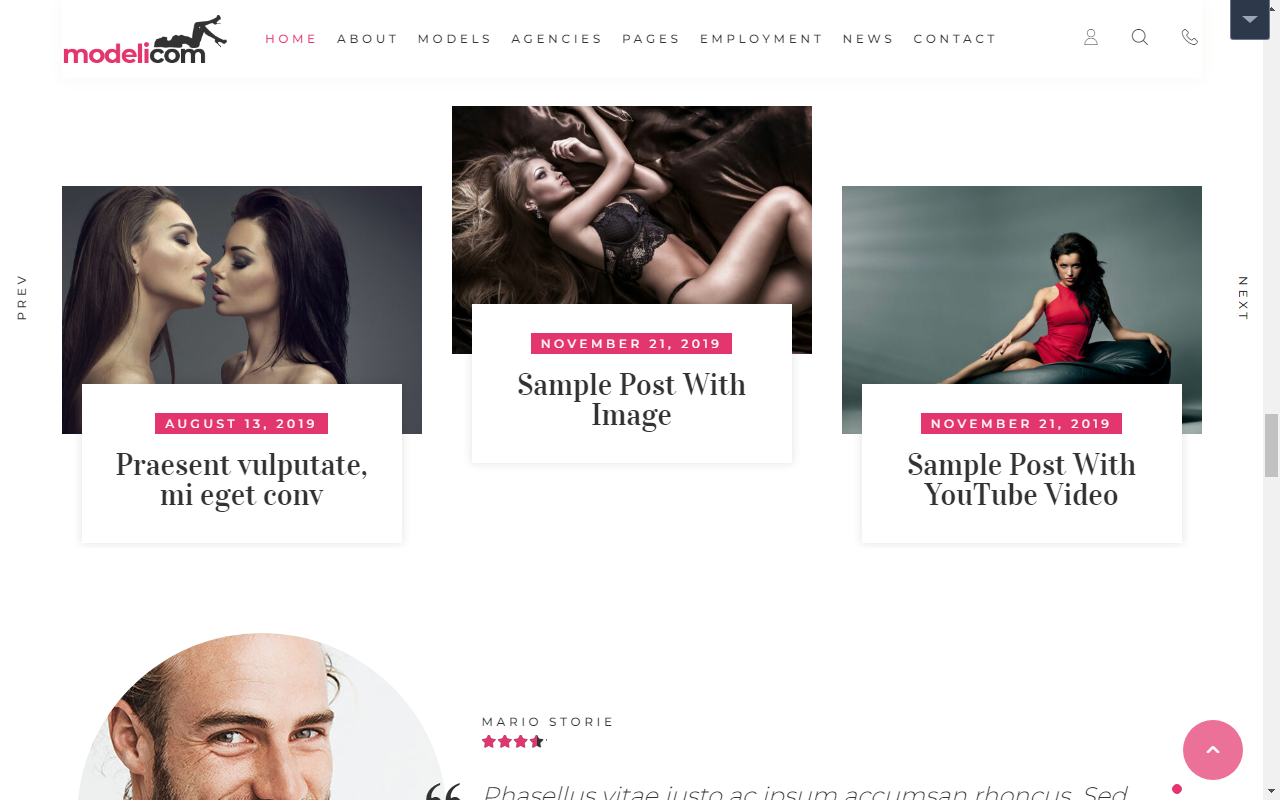 modelicom
HOME ABOUT MODELS AGENCIES PAGES EMPLOYMENT NEWS CONTACT
PREV
AUGUST 13, 2019
Praesent vulputate,
mi eget conv
NOVEMBER 21, 2019
Sample Post With
Image
NOVEMBER 21, 2019
Sample Post With
YouTube Video
NEXT
MARIO STORIE
“ Phasellus vitae justo ac ipsum accumsan rhoncus. Sed